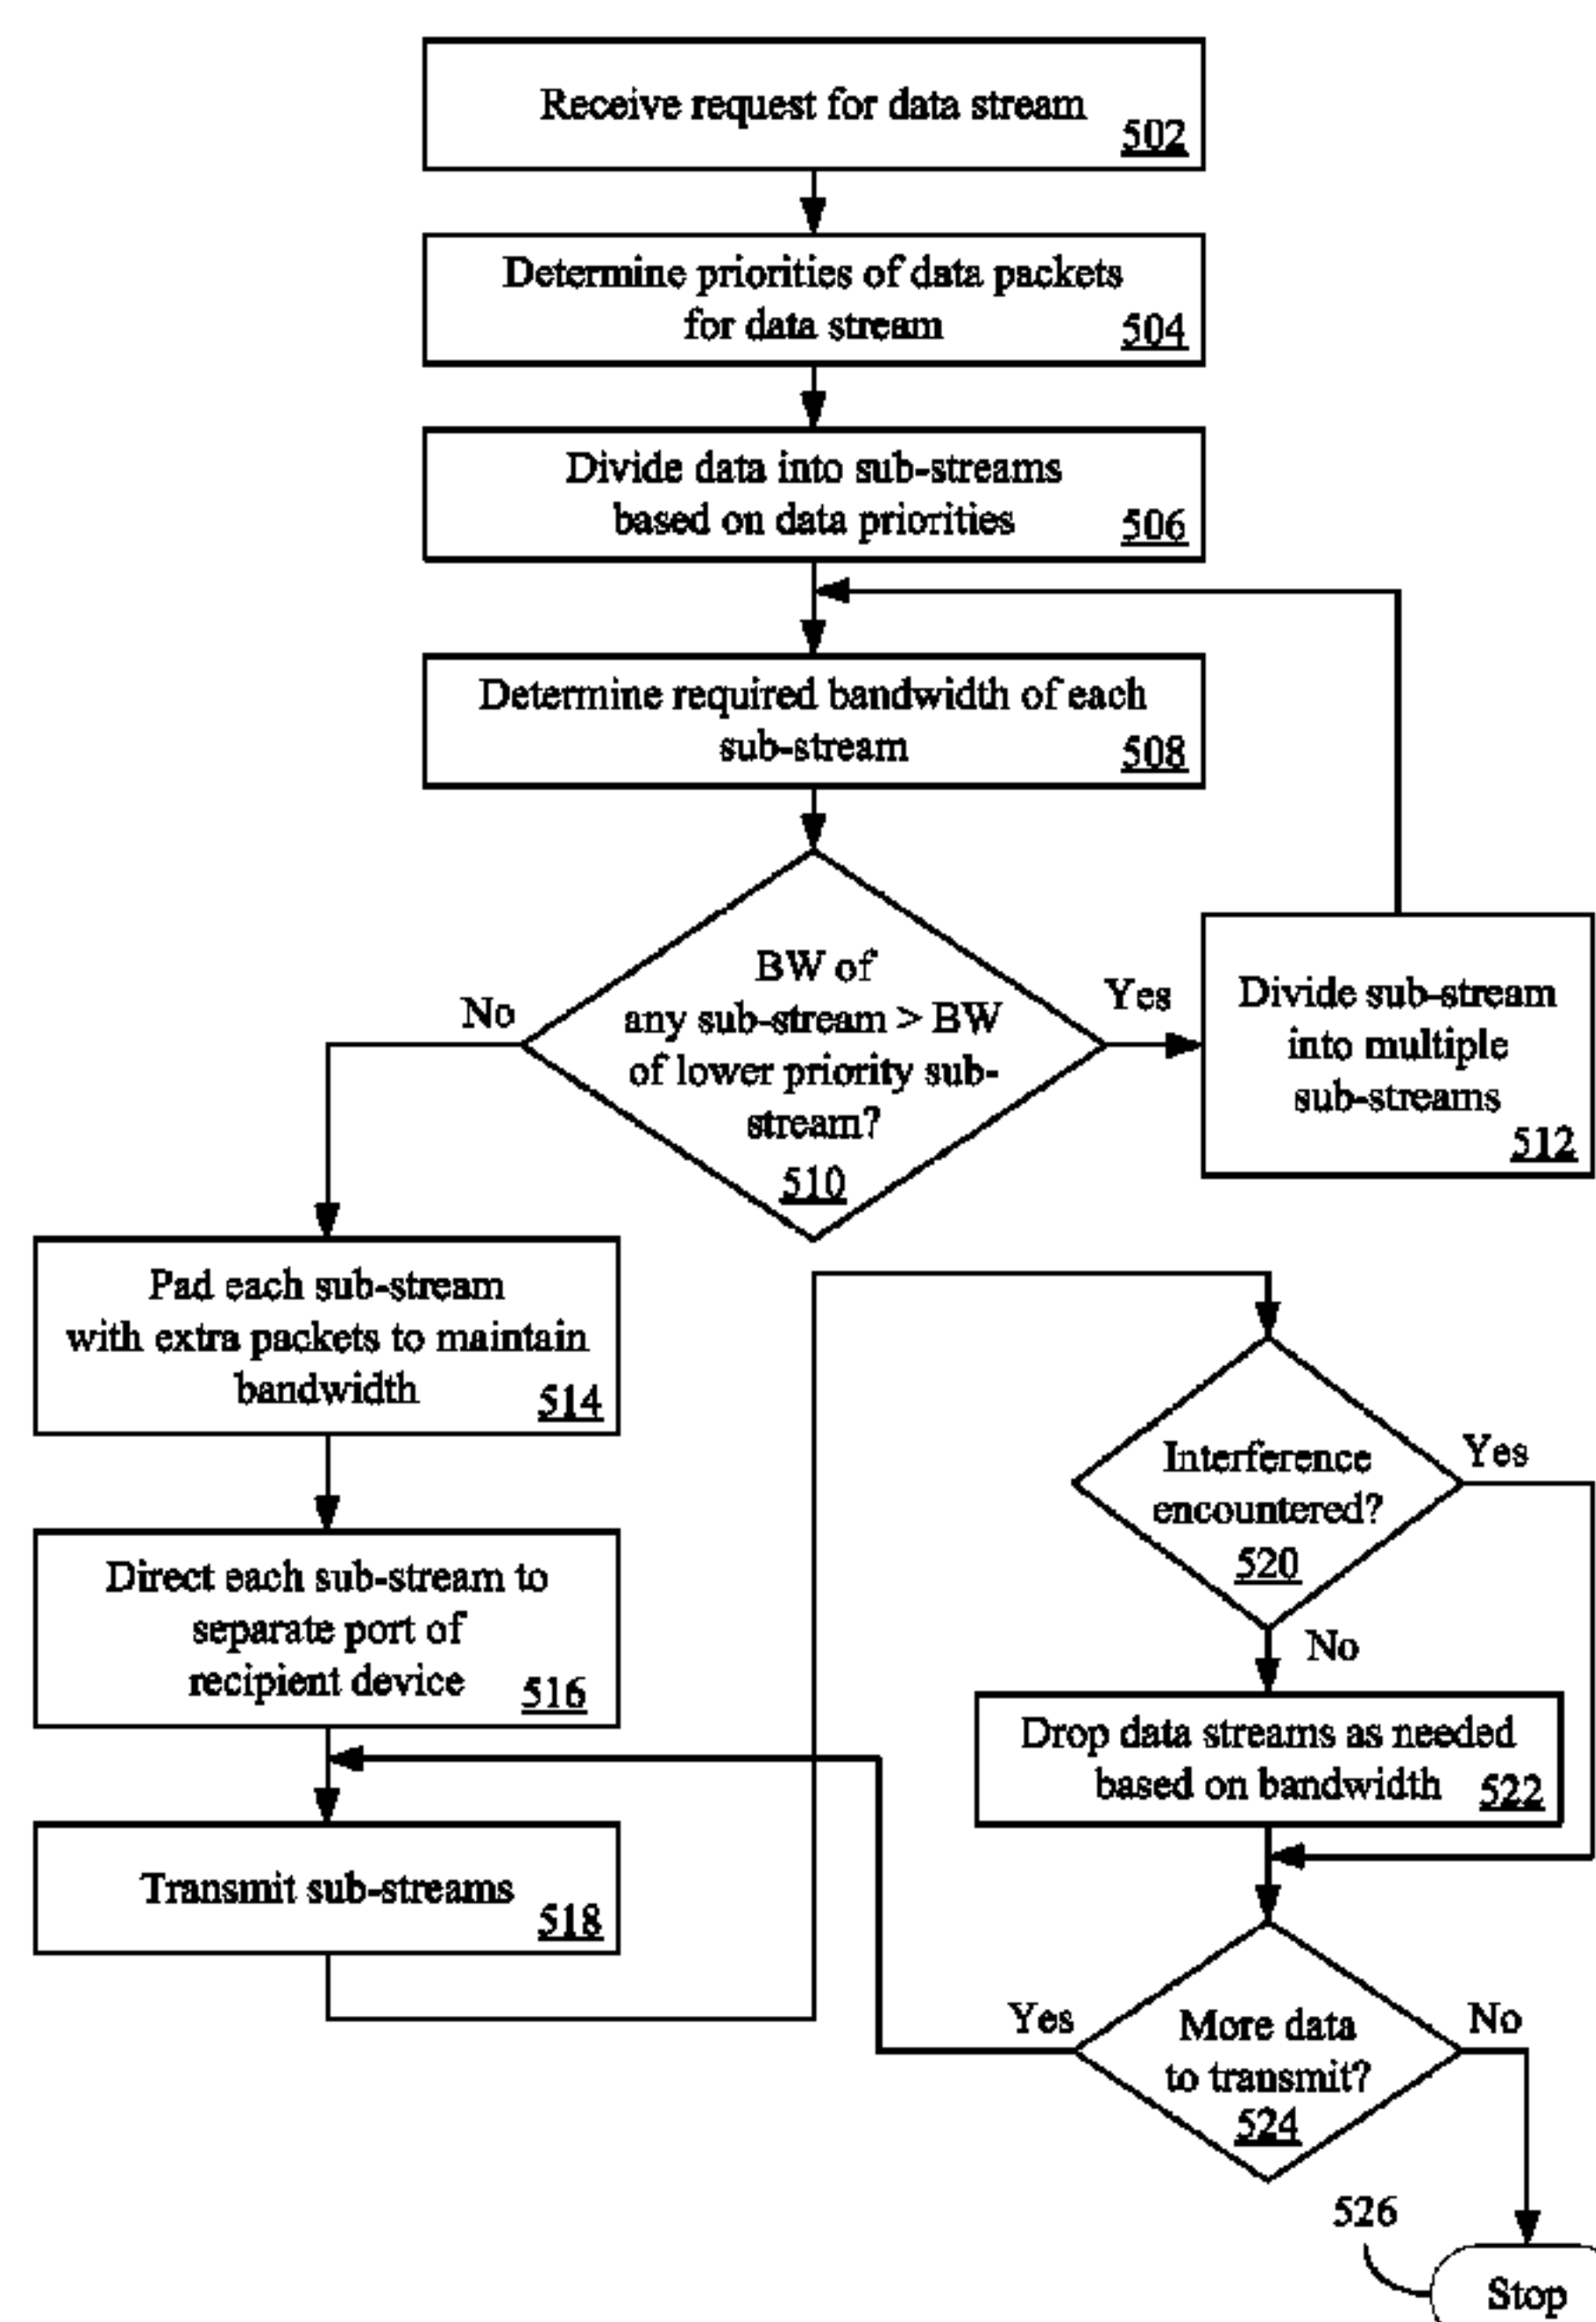 Receive request for data stream
502
Determine priorities of data packets
for data stream
504
Divide data into sub-streams
based on data priorities
506
Determine required bandwidth of each
sub-stream
508
BW of
any sub-stream > BW
of lower priority sub-
stream?
510
No
Yes
Divide sub-stream
into multiple
sub-streams
512
Pad each sub-stream
with extra packets to maintain
bandwidth
514
Direct each sub-stream to
separate port of
recipient device
516
Transmit sub-streams
518
Interference
encountered?
520
Yes
No
Drop data streams as needed
based on bandwidth
522
More data
to transmit?
524
Yes
No
526
Stop